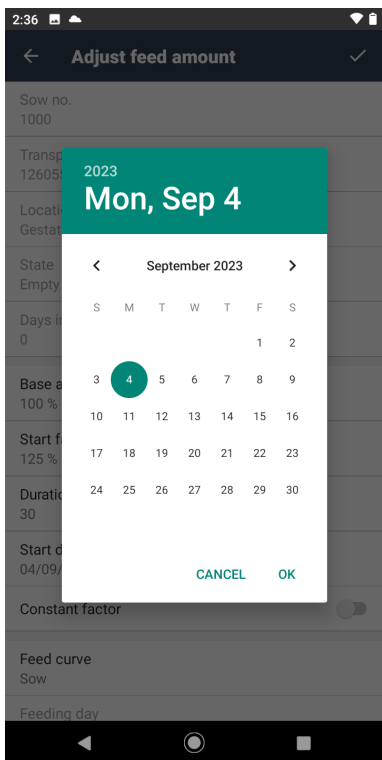 2:36
Adjust feed amount
Sow no.
1000
Transp
12605
Locati
Gestat
State
Empty
Days i
0
Base a
100 %
Start f
125 %
Duratio
30
Start d
04/09/
Constant factor
Feed curve
Sow
Feeding day
2023
Mon, Sep 4
September 2023
S M T W T F S
1 2
3 4 5 6 7 8 9
10 11 12 13 14 15 16
17 18 19 20 21 22 23
24 25 26 27 28 29 30
CANCEL OK